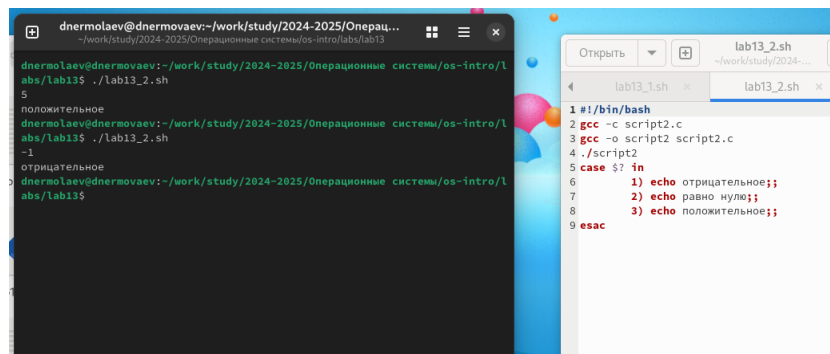 dnermolaev@dnermovaev:~/work/study/2024-2025/Операц...
~/work/study/2024-2025/Операционные системы/os-intro/labs/lab13
dnermolaev@dnermovaev:~/work/study/2024-2025/Операционные системы/os-intro/l
abs/lab13$ ./lab13_2.sh
5
положительное
dnermolaev@dnermovaev:~/work/study/2024-2025/Операционные системы/os-intro/l
abs/lab13$ ./lab13_2.sh
-1
отрицательное
dnermolaev@dnermovaev:~/work/study/2024-2025/Операционные системы/os-intro/l
abs/lab13$
Открыть
lab13_2.sh
~/work/study/2024-...
lab13_1.sh ×
lab13_2.sh ×
1 #!/bin/bash
2 gcc -c script2.c
3 gcc -o script2 script2.c
4 ./script2
5 case $? in
6 1) echo отрицательное;;
7 2) echo равно нулю;;
8 3) echo положительное;;
9 esac